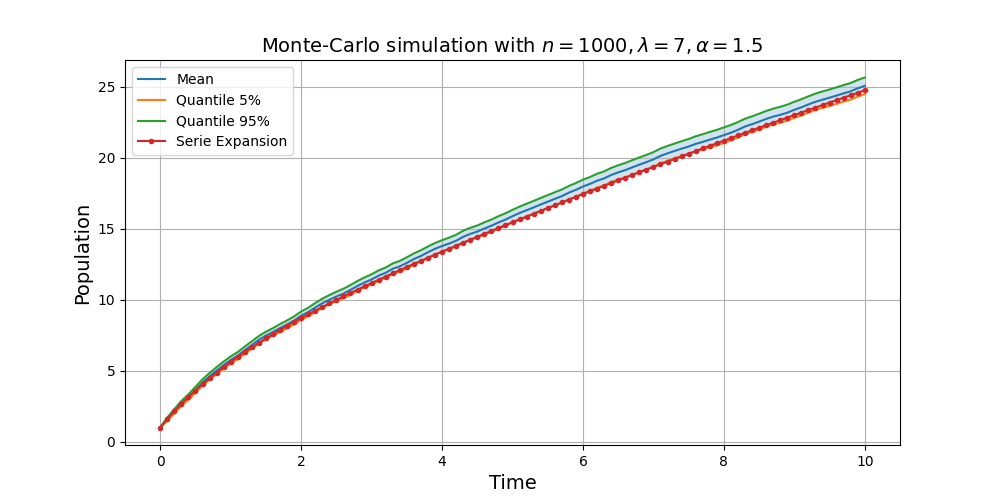 Monte-Carlo simulation with n = 1000, λ = 7, α = 1.5
Mean
Quantile 5%
Quantile 95%
Serie Expansion
Population
25
20
15
10
5
0
0 2 4 6 8 10
Time